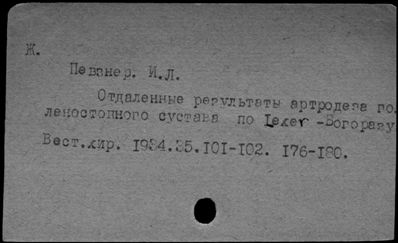 Ж.
Певзнер. И.Л.
Отдаленные результаты артродеза го-
леностопного сустава по Lexer -Богоразу
Вест.хир. 1934.35.101-102. 176-180.